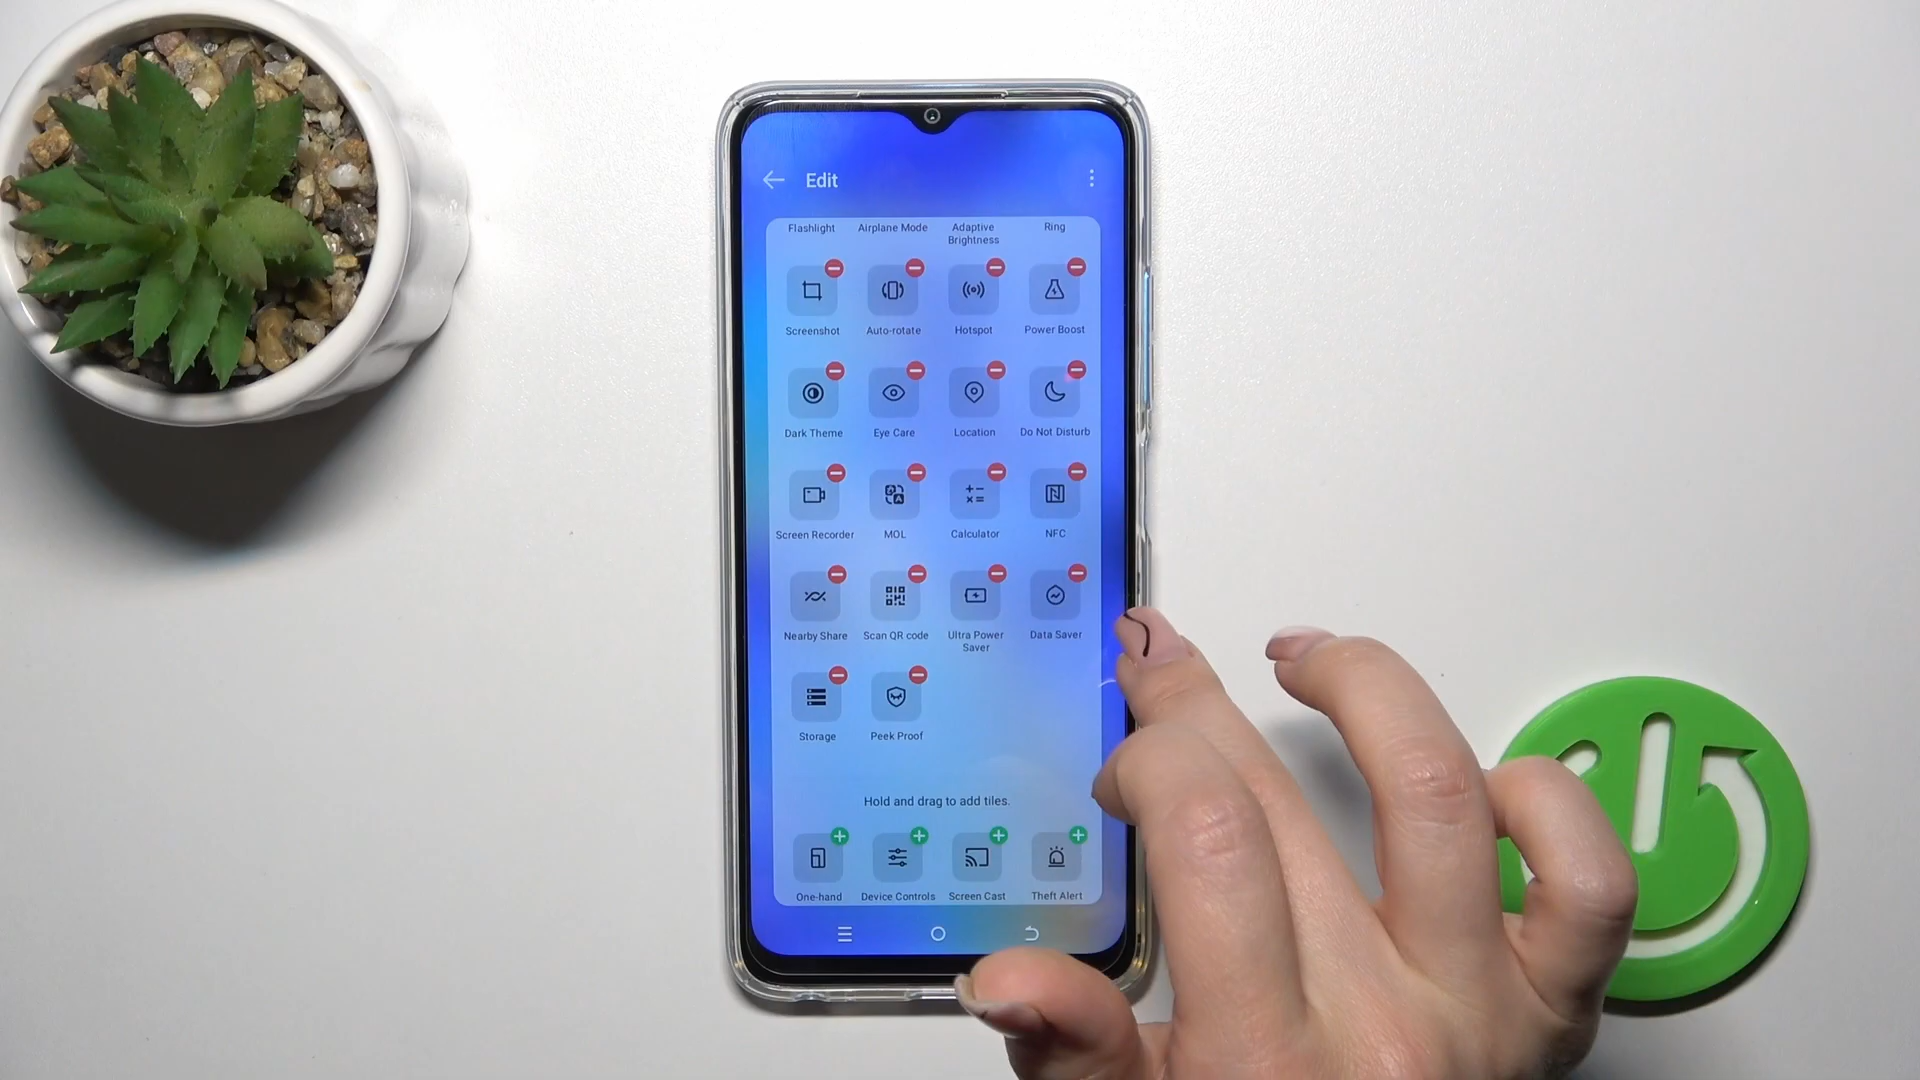 Edit
Flashlight Airplane Mode Adaptive Brightness Ring
Screenshot Auto-rotate Hotspot Power Boost
Dark Theme Eye Care Location Do Not Disturb
Screen Recorder MOL Calculator NFC
Nearby Share Scan QR code Ultra Power Saver Data Saver
Storage Peek Proof
Hold and drag to add tiles.
One-hand Device Controls Screen Cast Theft Alert